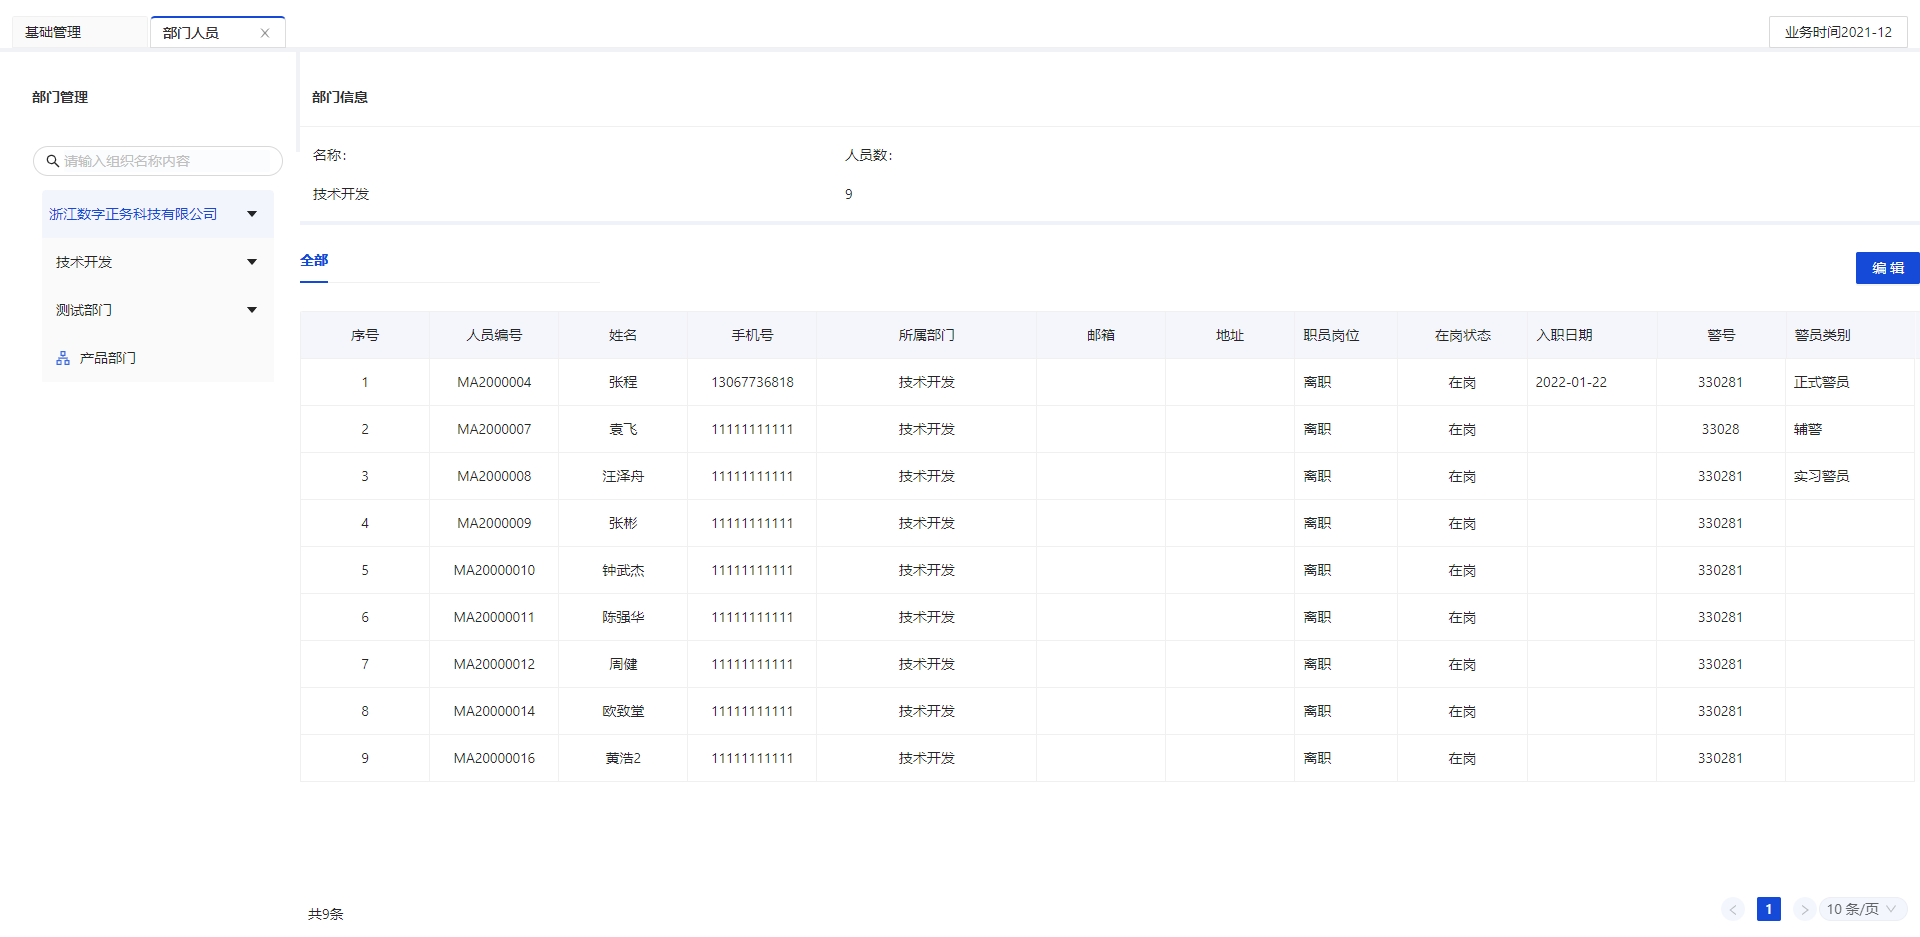 基础管理 部门人员 业务时间2021-12
部门管理
请输入组织名称内容
浙江数字正务科技有限公司
技术开发
测试部门
产品部门
部门信息
名称: 人员数:
技术开发 9
全部
编 辑
序号 人员编号 姓名 手机号 所属部门 邮箱 地址 职员岗位 在岗状态 入职日期 警号 警员类别
1 MA2000004 张程 13067736818 技术开发 离职 在岗 2022-01-22 330281 正式警员
2 MA2000007 袁飞 11111111111 技术开发 离职 在岗 33028 辅警
3 MA2000008 汪泽舟 11111111111 技术开发 离职 在岗 330281 实习警员
4 MA2000009 张彬 11111111111 技术开发 离职 在岗 330281
5 MA20000010 钟武杰 11111111111 技术开发 离职 在岗 330281
6 MA20000011 陈强华 11111111111 技术开发 离职 在岗 330281
7 MA20000012 周健 11111111111 技术开发 离职 在岗 330281
8 MA20000014 欧致堂 11111111111 技术开发 离职 在岗 330281
9 MA20000016 黄浩2 11111111111 技术开发 离职 在岗 330281
共9条 1 10 条/页